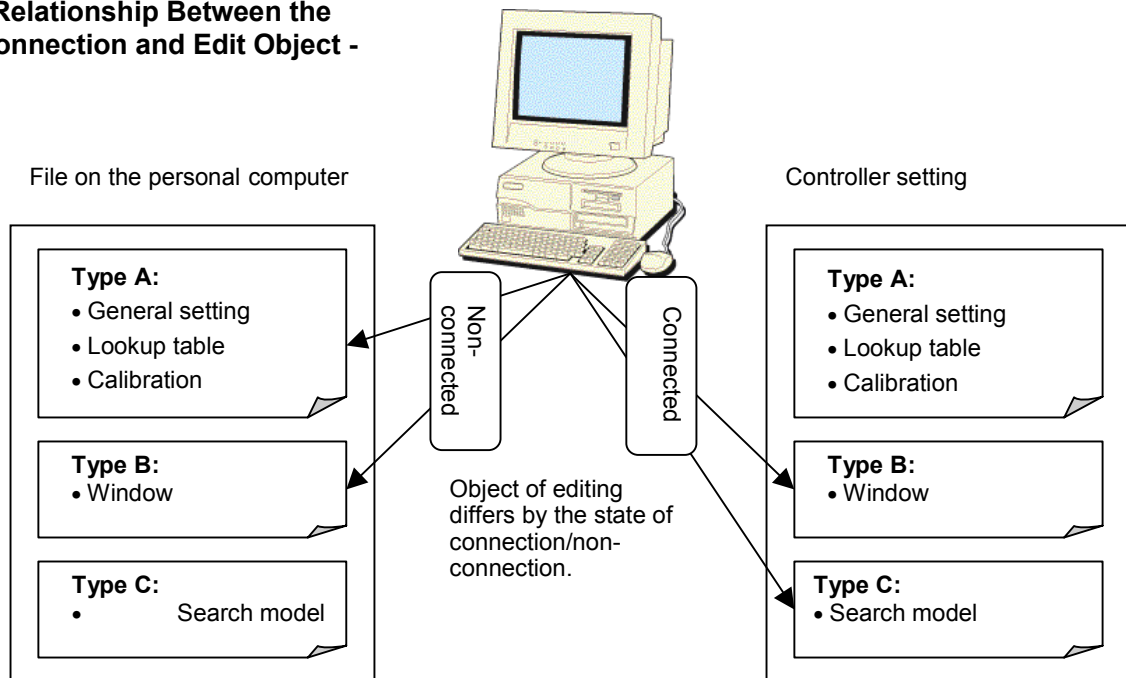 Relationship Between the
onnection and Edit Object -
File on the personal computer
Controller setting
Type A:
• General setting
• Lookup table
• Calibration
Type B:
• Window
Type C:
• Search model
Non-
connected
Connected
Object of editing
differs by the state of
connection/non-
connection.
Type A:
• General setting
• Lookup table
• Calibration
Type B:
• Window
Type C:
• Search model